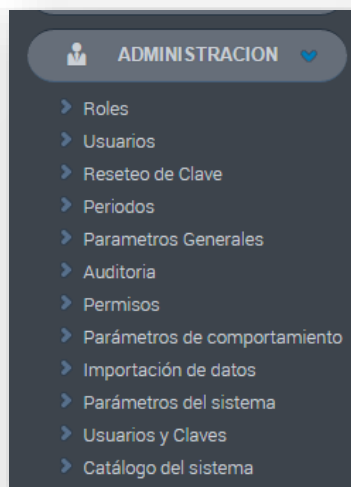 ADMINISTRACION
Roles
Usuarios
Reseteo de Clave
Periodos
Parametros Generales
Auditoria
Permisos
Parámetros de comportamiento
Importación de datos
Parámetros del sistema
Usuarios y Claves
Catálogo del sistema